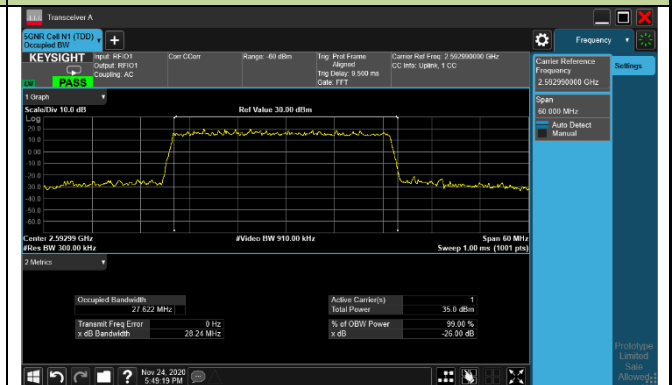 Transceiver A
5GNR Cell N1 (TDD)
Occupied BW
Frequency
KEYSIGHT
PASS
Input: RFIO1
Output: RFIO1
Coupling: AC
Corr CCorr
Range: -60 dBm
Trig: Prot Frame
Aligned
Trig Delay: 9.500 ms
Gate: FFT
Carrier Ref Freq: 2.592990000 GHz
CC Info: Uplink, 1 CC
Carrier Reference
Frequency
2.592990000 GHz
Settings
Span
60.000 MHz
Auto Detect
Manual
1 Graph
Scale/Div 10.0 dB
Ref Value 30.00 dBm
Log
20.0
10.0
0.00
-10.0
-20.0
-30.0
-40.0
-50.0
-60.0
Center 2.59299 GHz
#Video BW 910.00 kHz
Span 60 MHz
#Res BW 300.00 kHz
Sweep 1.00 ms (1001 pts)
2 Metrics
Occupied Bandwidth
27.622 MHz
Active Carrier(s) 1
Total Power 35.0 dBm
Transmit Freq Error 0 Hz
x dB Bandwidth 28.24 MHz
% of OBW Power 99.00 %
x dB -26.00 dB
Prototype
Limited
Sale
Allowed
?
Nov 24, 2020
5:49:19 PM